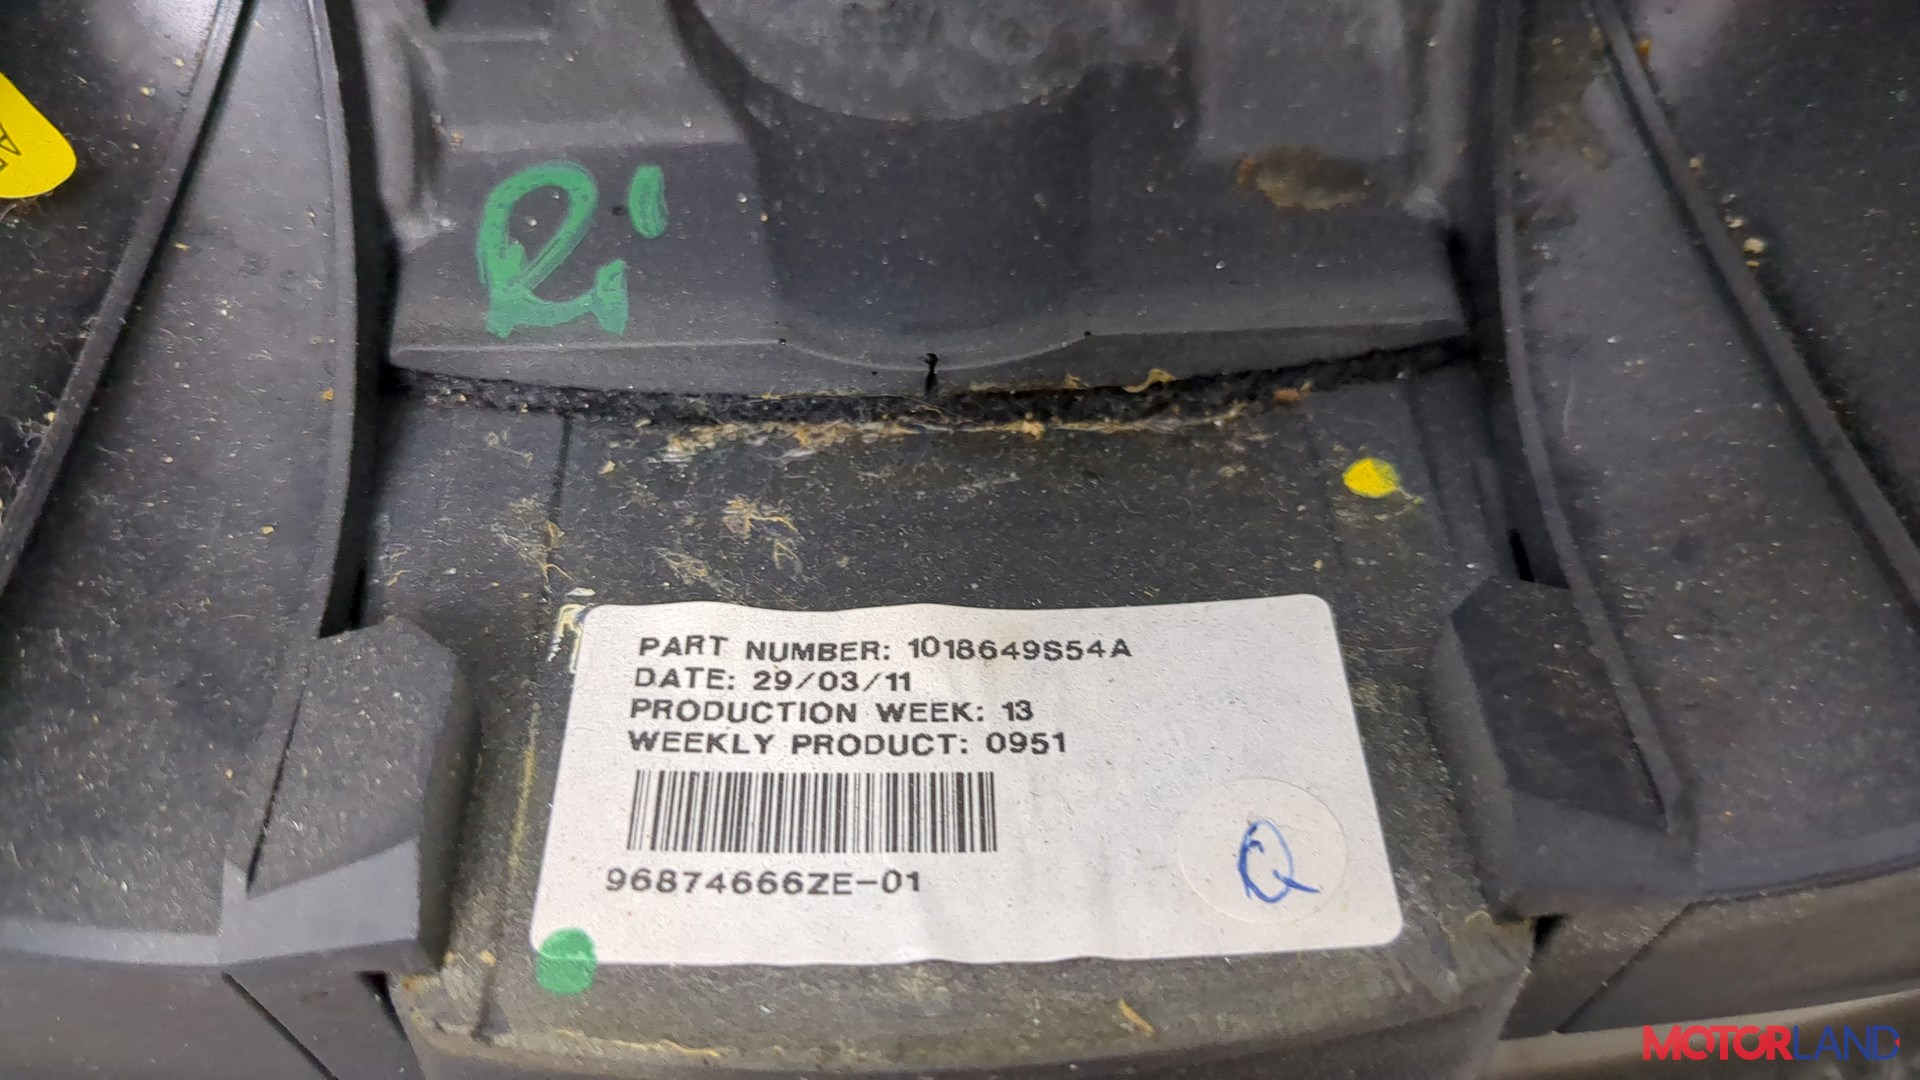 PART NUMBER: 1018649S54A
DATE: 29/03/11
PRODUCTION WEEK: 13
WEEKLY PRODUCT: 0951
96874666ZE-01
Q
MOTORLAND